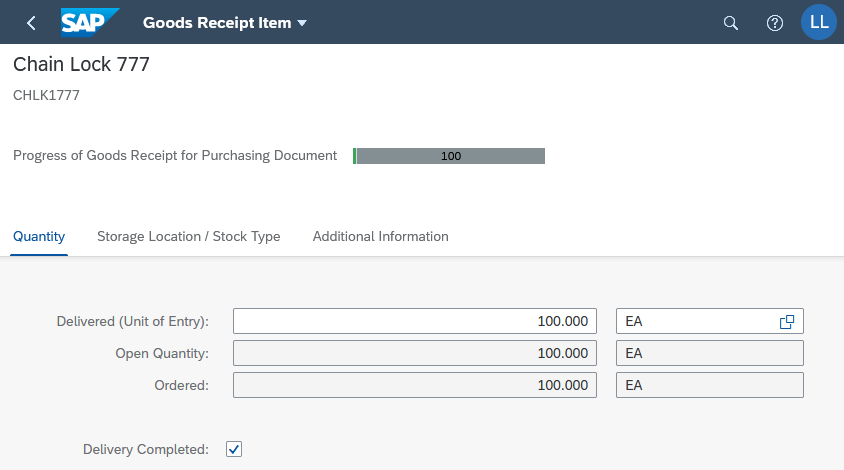 SAP Goods Receipt Item LL
Chain Lock 777
CHLK1777
Progress of Goods Receipt for Purchasing Document 100
Quantity Storage Location / Stock Type Additional Information
Delivered (Unit of Entry): 100.000 EA
Open Quantity: 100.000 EA
Ordered: 100.000 EA
Delivery Completed: